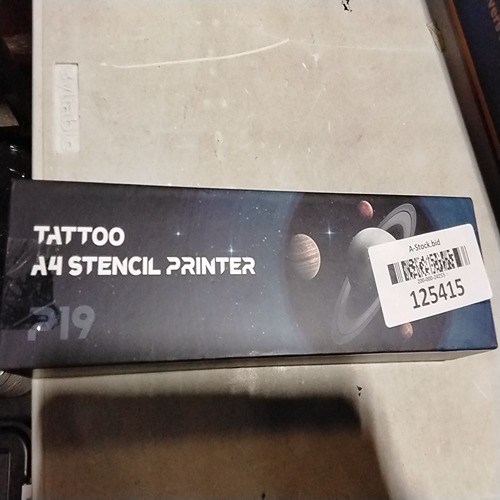 TATTOO
A4 STENCIL PRINTER
P19
A-Stock.bid
125415